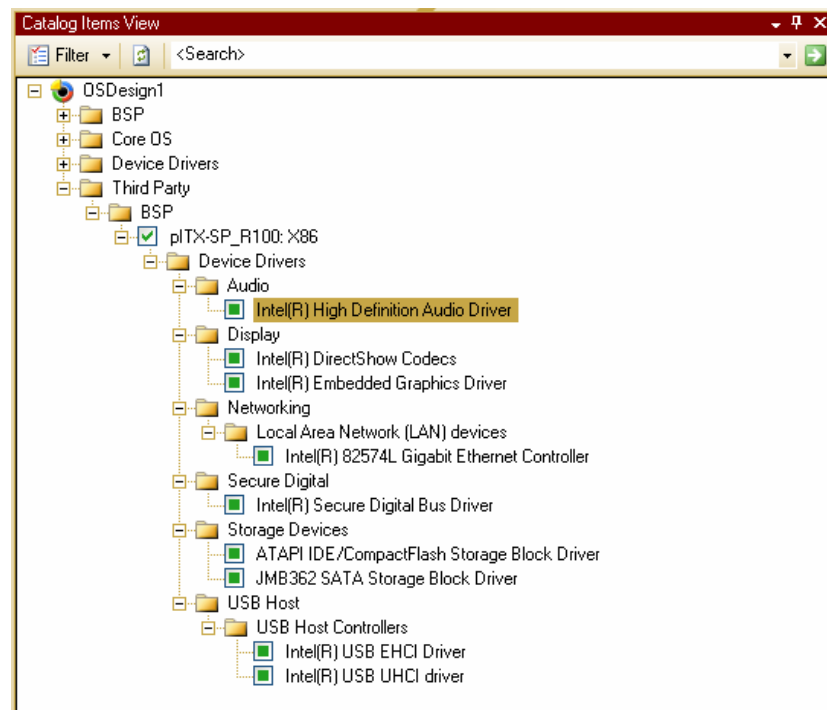 Catalog Items View
Filter <Search>
OSDesign1
BSP
Core OS
Device Drivers
Third Party
BSP
pITX-SP_R100: X86
Device Drivers
Audio
Intel(R) High Definition Audio Driver
Display
Intel(R) DirectShow Codecs
Intel(R) Embedded Graphics Driver
Networking
Local Area Network (LAN) devices
Intel(R) 82574L Gigabit Ethernet Controller
Secure Digital
Intel(R) Secure Digital Bus Driver
Storage Devices
ATAPI IDE/CompactFlash Storage Block Driver
JMB362 SATA Storage Block Driver
USB Host
USB Host Controllers
Intel(R) USB EHCI Driver
Intel(R) USB UHCI driver